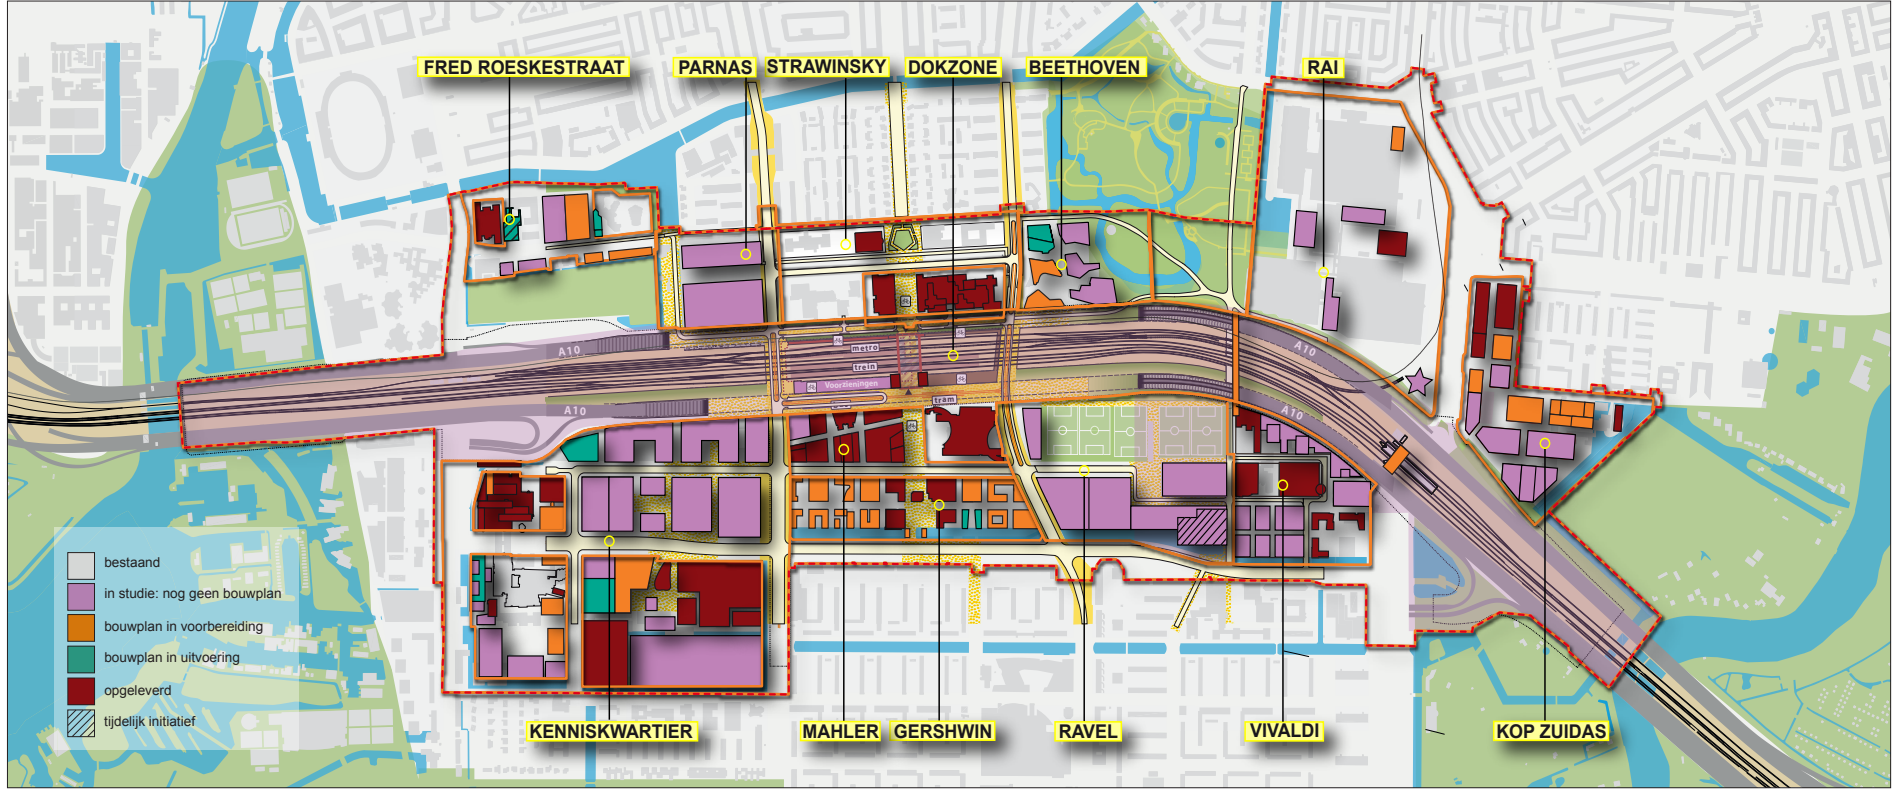 FRED ROESKESTRAAT
PARNAS
STRAWINSKY
DOKZONE
BEETHOVEN
RAI
A10
metro
trein
Voorzieningen
tram
A10
A10
A10
bestaand
in studie: nog geen bouwplan
bouwplan in voorbereiding
bouwplan in uitvoering
opgeleverd
tijdelijk initiatief
KENNISKWARTIER
MAHLER
GERSHWIN
RAVEL
VIVALDI
KOP ZUIDAS